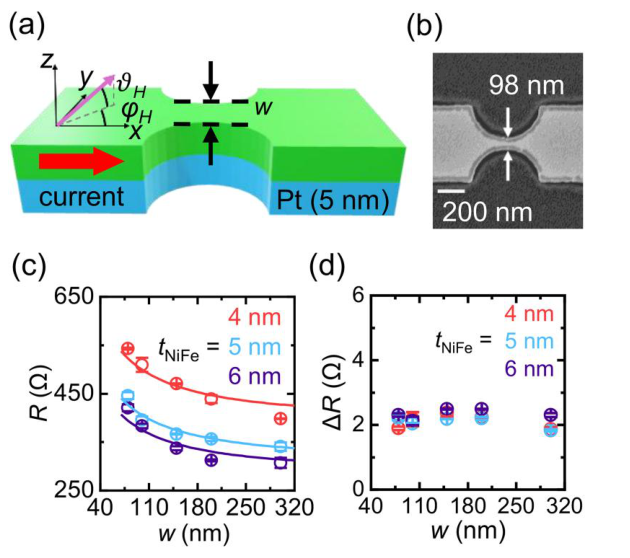 (a)
z
y
ϑH
φH
x
w
current
Pt (5 nm)
(b)
98 nm
200 nm
(c)
650
450
250
R (Ω)
4 nm
tNiFe = 5 nm
6 nm
40 110 180 250 320
w (nm)
(d)
6
4
2
0
ΔR (Ω)
4 nm
tNiFe = 5 nm
6 nm
40 110 180 250 320
w (nm)